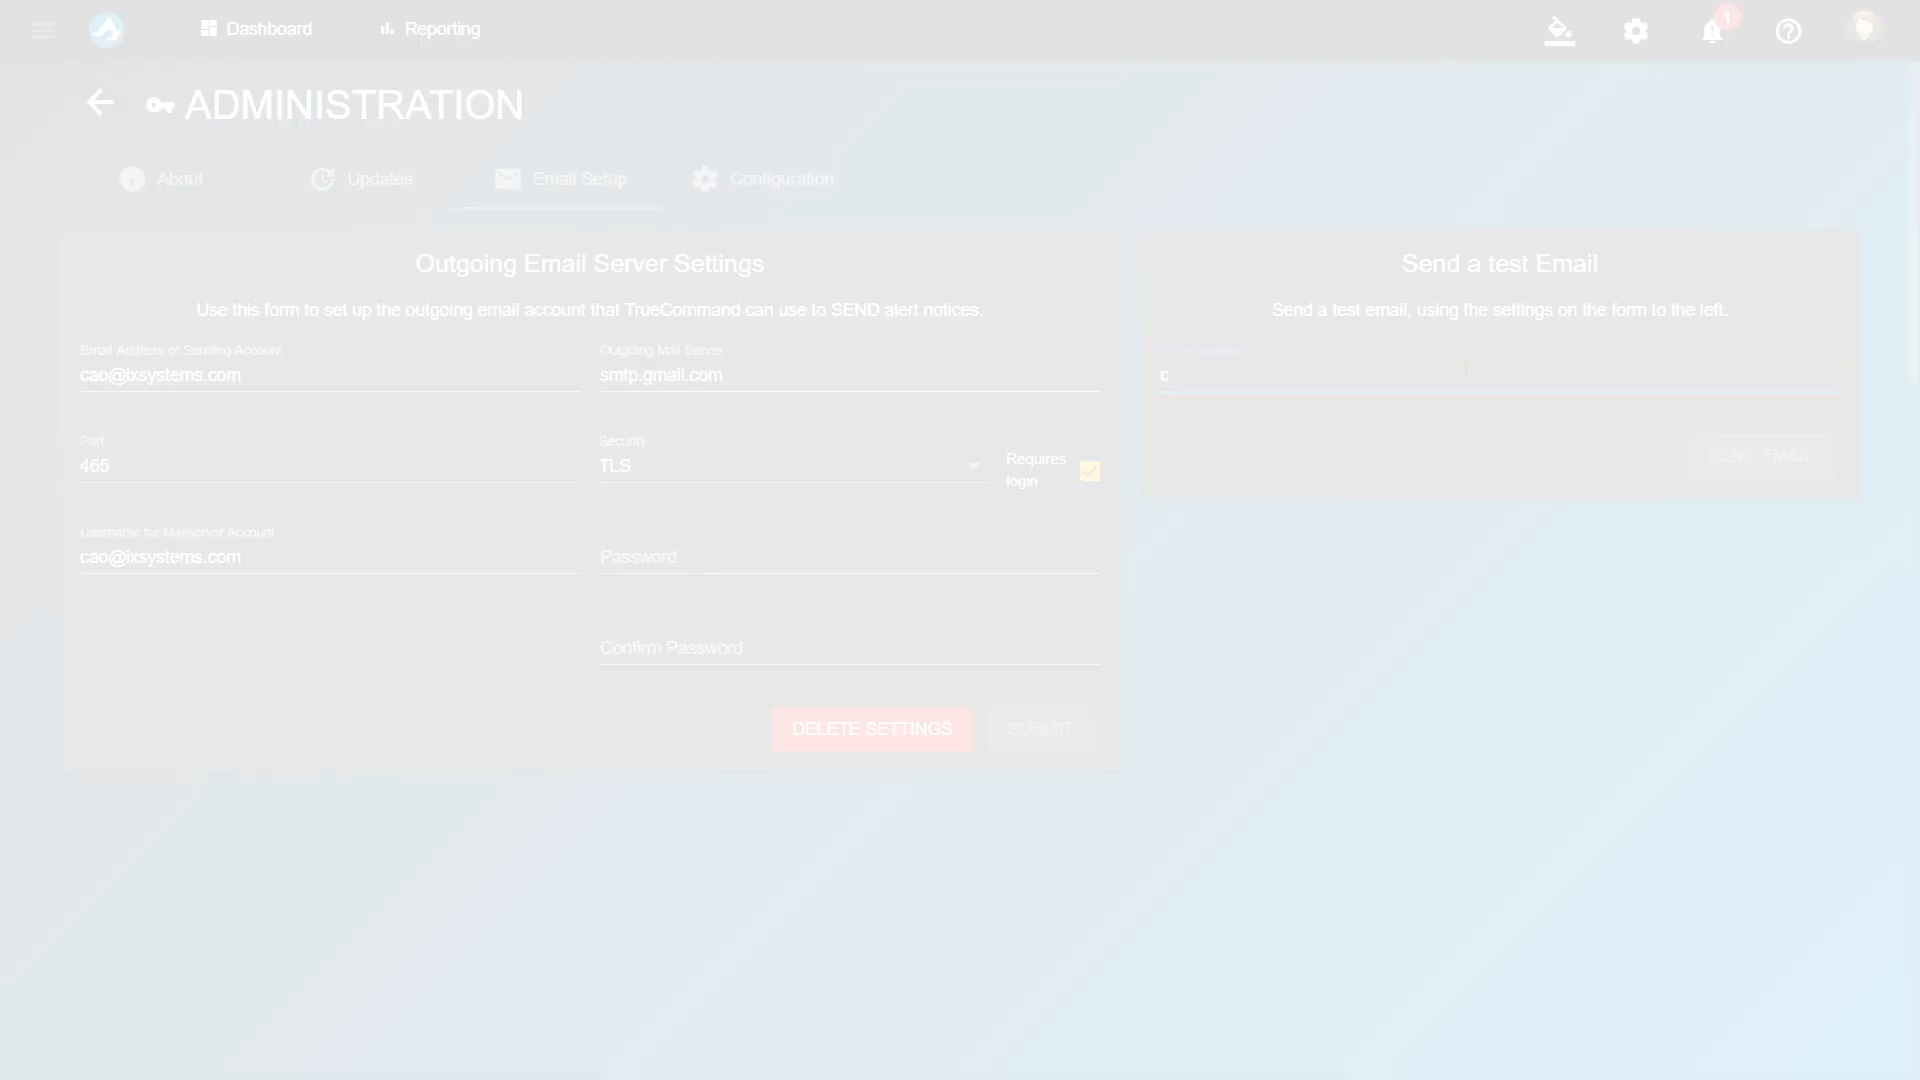 Dashboard
Reporting
1
ADMINISTRATION
About
Updates
Email Setup
Configuration
Outgoing Email Server Settings
Use this form to set up the outgoing email account that TrueCommand can use to SEND alert notices.
Email Address of Sending Account
cao@ixsystems.com
Outgoing Mail Server
smtp.gmail.com
Port
465
Security
TLS
Requires
login
Username for Mailserver Account
cao@ixsystems.com
Password
Confirm Password
DELETE SETTINGS
SUBMIT
Send a test Email
Send a test email, using the settings on the form to the left.
c
SEND EMAIL